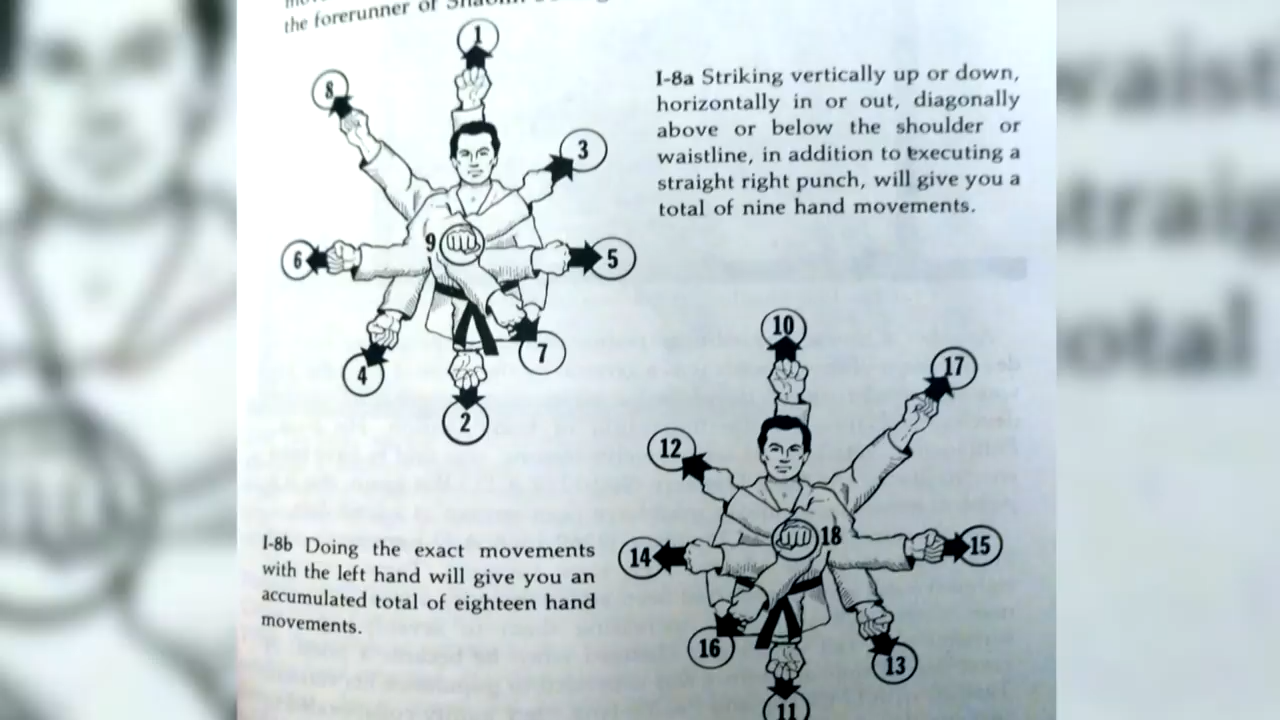 the forerunner of
1
8
3
I-8a Striking vertically up or down,
horizontally in or out, diagonally
above or below the shoulder or
waistline, in addition to executing a
straight right punch, will give you a
total of nine hand movements.
9
6
5
7
4
2
10
17
12
18
14
15
16
13
11
I-8b Doing the exact movements
with the left hand will give you an
accumulated total of eighteen hand
movements.